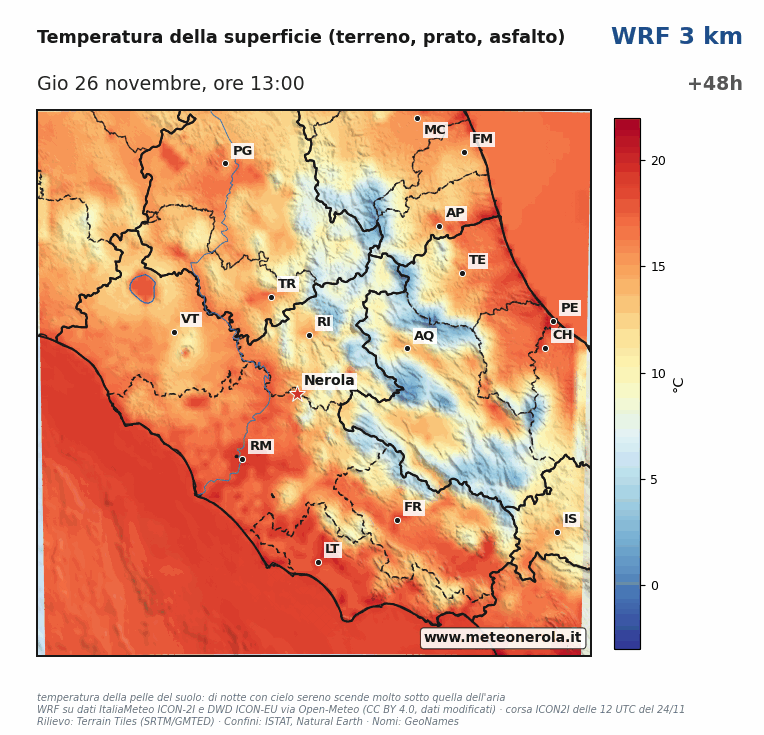 Temperatura della superficie (terreno, prato, asfalto)
WRF 3 km
Gio 26 novembre, ore 13:00
+48h
MC
FM
PG
AP
TE
TR
PE
VT
RI
AQ
CH
Nerola
RM
FR
IS
LT
www.meteonerola.it
20
15
10
5
0
°C
temperatura della pelle del suolo: di notte con cielo sereno scende molto sotto quella dell'aria
WRF su dati ItaliaMeteo ICON-2I e DWD ICON-EU via Open-Meteo (CC BY 4.0, dati modificati) · corsa ICON2I delle 12 UTC del 24/11
Rilievo: Terrain Tiles (SRTM/GMTED) · Confini: ISTAT, Natural Earth · Nomi: GeoNames